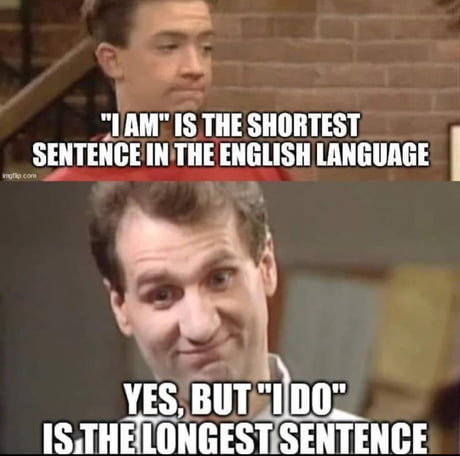 "I AM" IS THE SHORTEST
SENTENCE IN THE ENGLISH LANGUAGE
imgflip.com
YES, BUT "I DO"
IS THE LONGEST SENTENCE